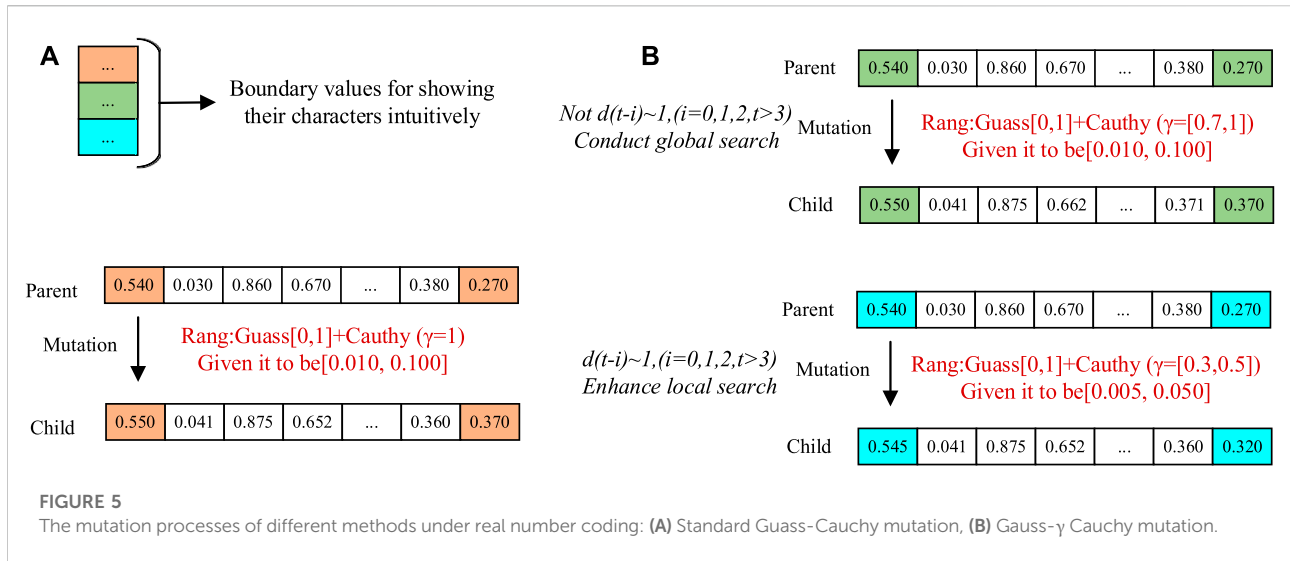 A
...
...
...
Boundary values for showing
their characters intuitively
Parent
0.540 0.030 0.860 0.670 ... 0.380 0.270
Mutation
Rang:Guass[0,1]+Cauthy (γ=1)
Given it to be[0.010, 0.100]
Child
0.550 0.041 0.875 0.652 ... 0.360 0.370
B
Parent
0.540 0.030 0.860 0.670 ... 0.380 0.270
Not d(t-i)~1,(i=0,1,2,t>3)
Conduct global search
Mutation
Rang:Guass[0,1]+Cauthy (γ=[0.7,1])
Given it to be[0.010, 0.100]
Child
0.550 0.041 0.875 0.662 ... 0.371 0.370
Parent
0.540 0.030 0.860 0.670 ... 0.380 0.270
d(t-i)~1,(i=0,1,2,t>3)
Enhance local search
Mutation
Rang:Guass[0,1]+Cauthy (γ=[0.3,0.5])
Given it to be[0.005, 0.050]
Child
0.545 0.041 0.875 0.652 ... 0.360 0.320
FIGURE 5
The mutation processes of different methods under real number coding: (A) Standard Guass-Cauchy mutation, (B) Gauss-γ Cauchy mutation.